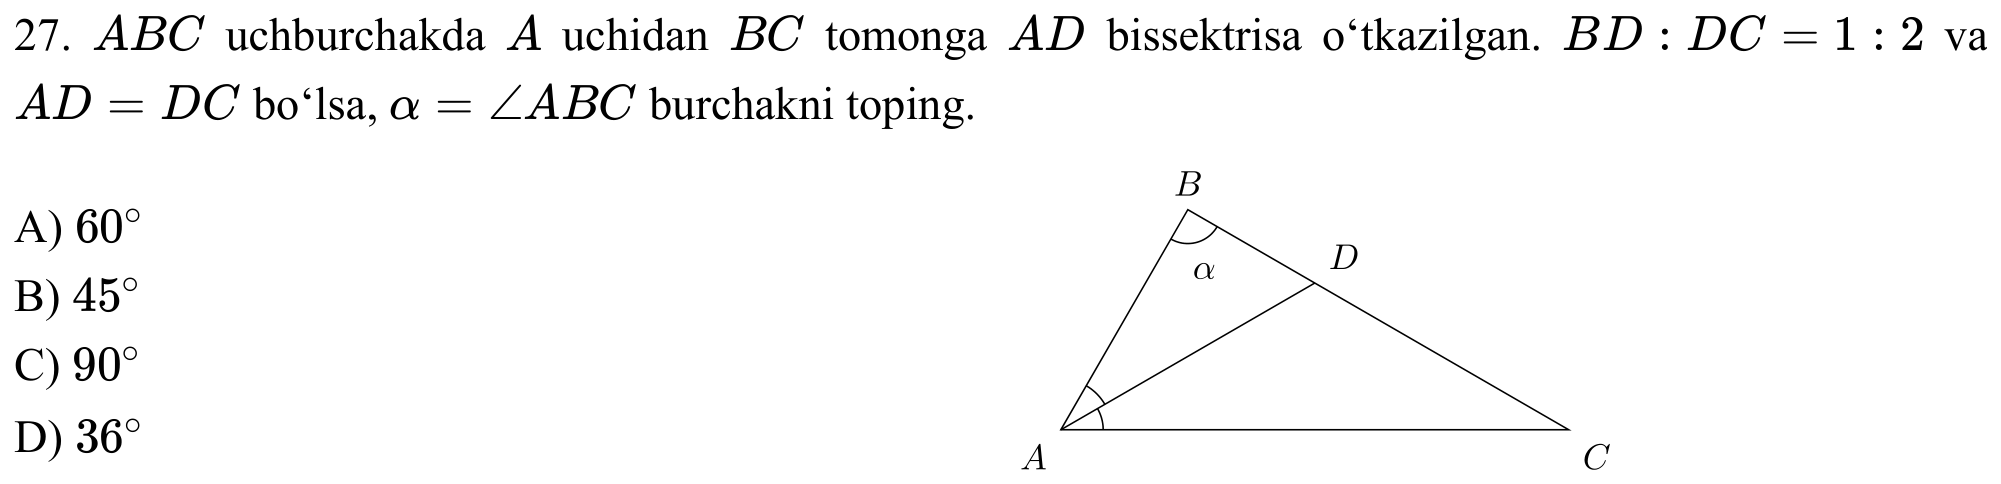 27. ABC uchburchakda A uchidan BC tomonga AD bissektrisa o‘tkazilgan. BD : DC = 1 : 2 va
AD = DC bo‘lsa, α = ∠ABC burchakni toping.
A) 60°
B) 45°
C) 90°
D) 36°
B
D
α
A
C